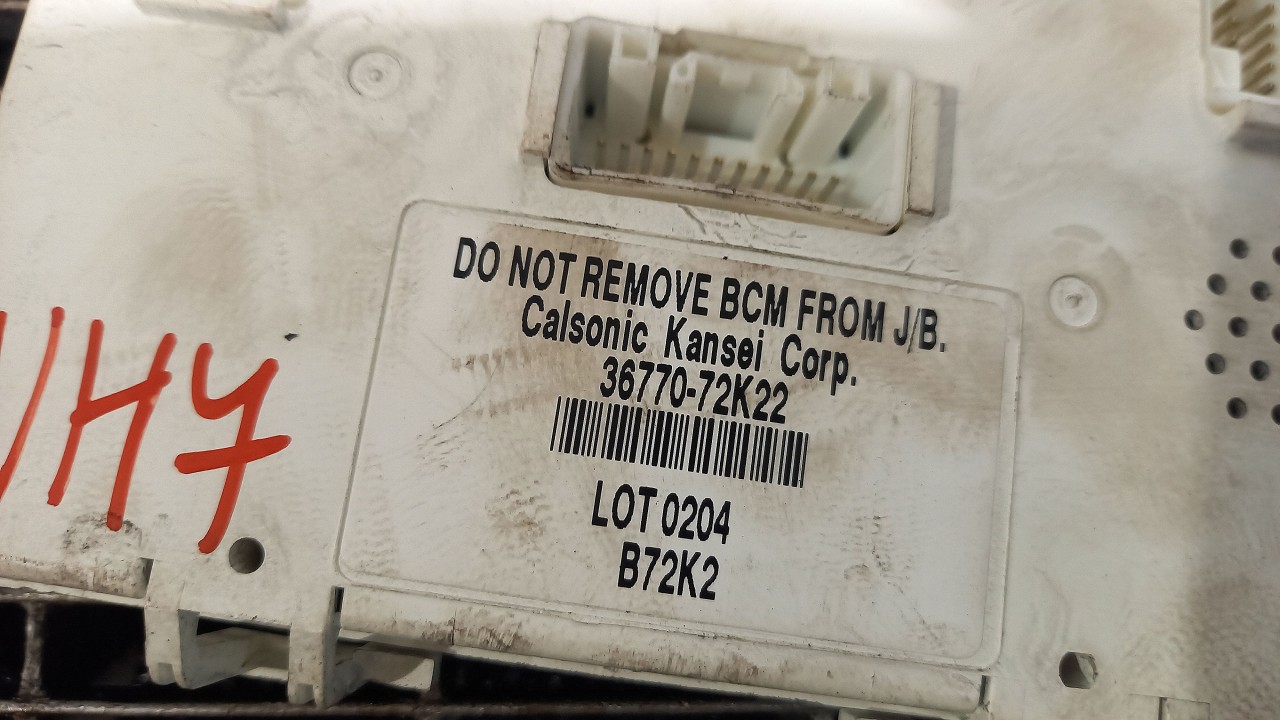 DO NOT REMOVE BCM FROM J/B.
Calsonic Kansei Corp.
36770-72K22
LOT 0204
B72K2